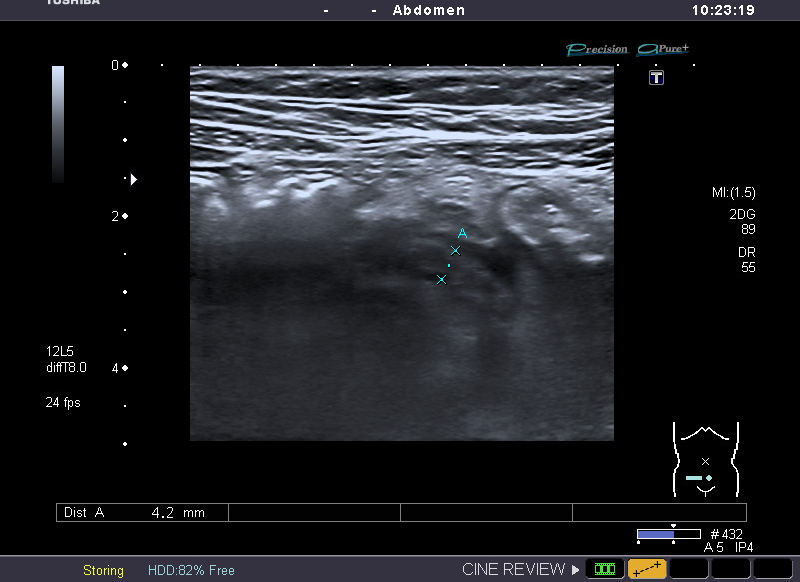 TOSHIBA
- - Abdomen 10:23:19
Precision APure+
0
T
MI:(1.5)
2
2DG
89
A
DR
55
12L5
diffT8.0
4
24 fps
Dist A 4.2 mm
#432
A 5 IP4
Storing HDD:82% Free CINE REVIEW